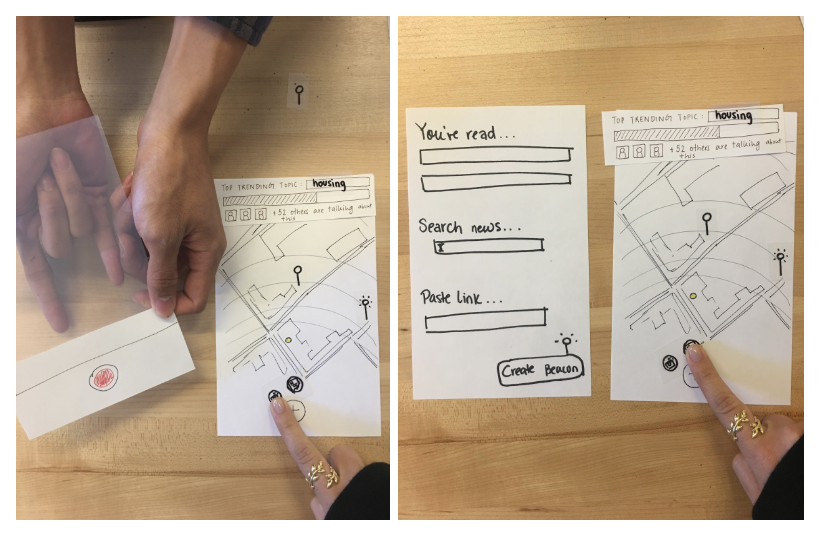 TOP TRENDING TOPIC: housing
+52 others are talking about
this
You're read...
Search news...
Paste link...
Create Beacon
TOP TRENDING TOPIC: housing
+52 others are talking about
this